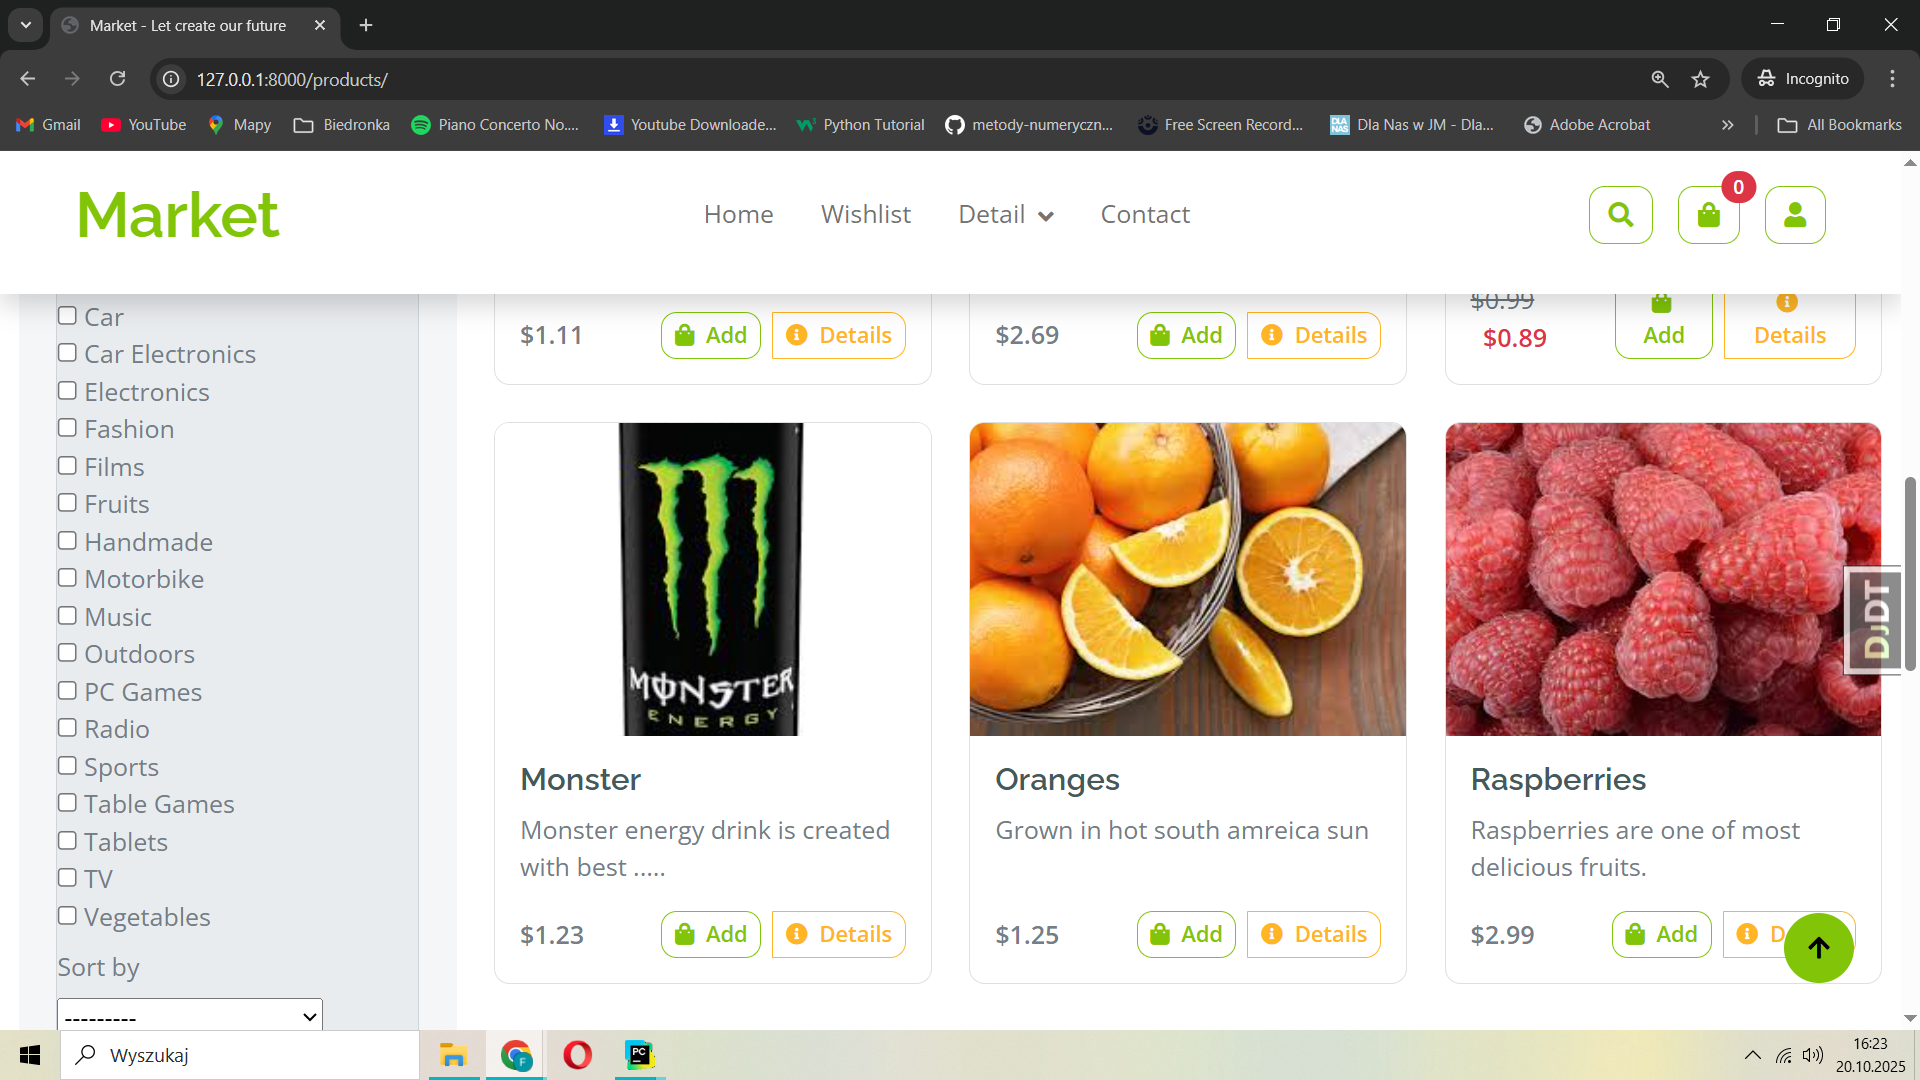 Market - Let create our future
127.0.0.1:8000/products/
Incognito
Gmail
YouTube
Mapy
Biedronka
Piano Concerto No....
Youtube Downloade...
Python Tutorial
metody-numeryczn...
Free Screen Record...
DLA NAS
Dla Nas w JM - Dla...
Adobe Acrobat
All Bookmarks
Market
Home
Wishlist
Detail
Contact
0
Car
Car Electronics
Electronics
Fashion
Films
Fruits
Handmade
Motorbike
Music
Outdoors
PC Games
Radio
Sports
Table Games
Tablets
TV
Vegetables
Sort by
---------
$1.11
Add
Details
$2.69
Add
Details
$0.99
$0.89
Add
Details
MONSTER
ENERGY
Monster
Monster energy drink is created
with best .....
$1.23
Add
Details
Oranges
Grown in hot south amreica sun
$1.25
Add
Details
Raspberries
Raspberries are one of most
delicious fruits.
$2.99
Add
D
DJDT
Wyszukaj
F
PC
16:23
20.10.2025